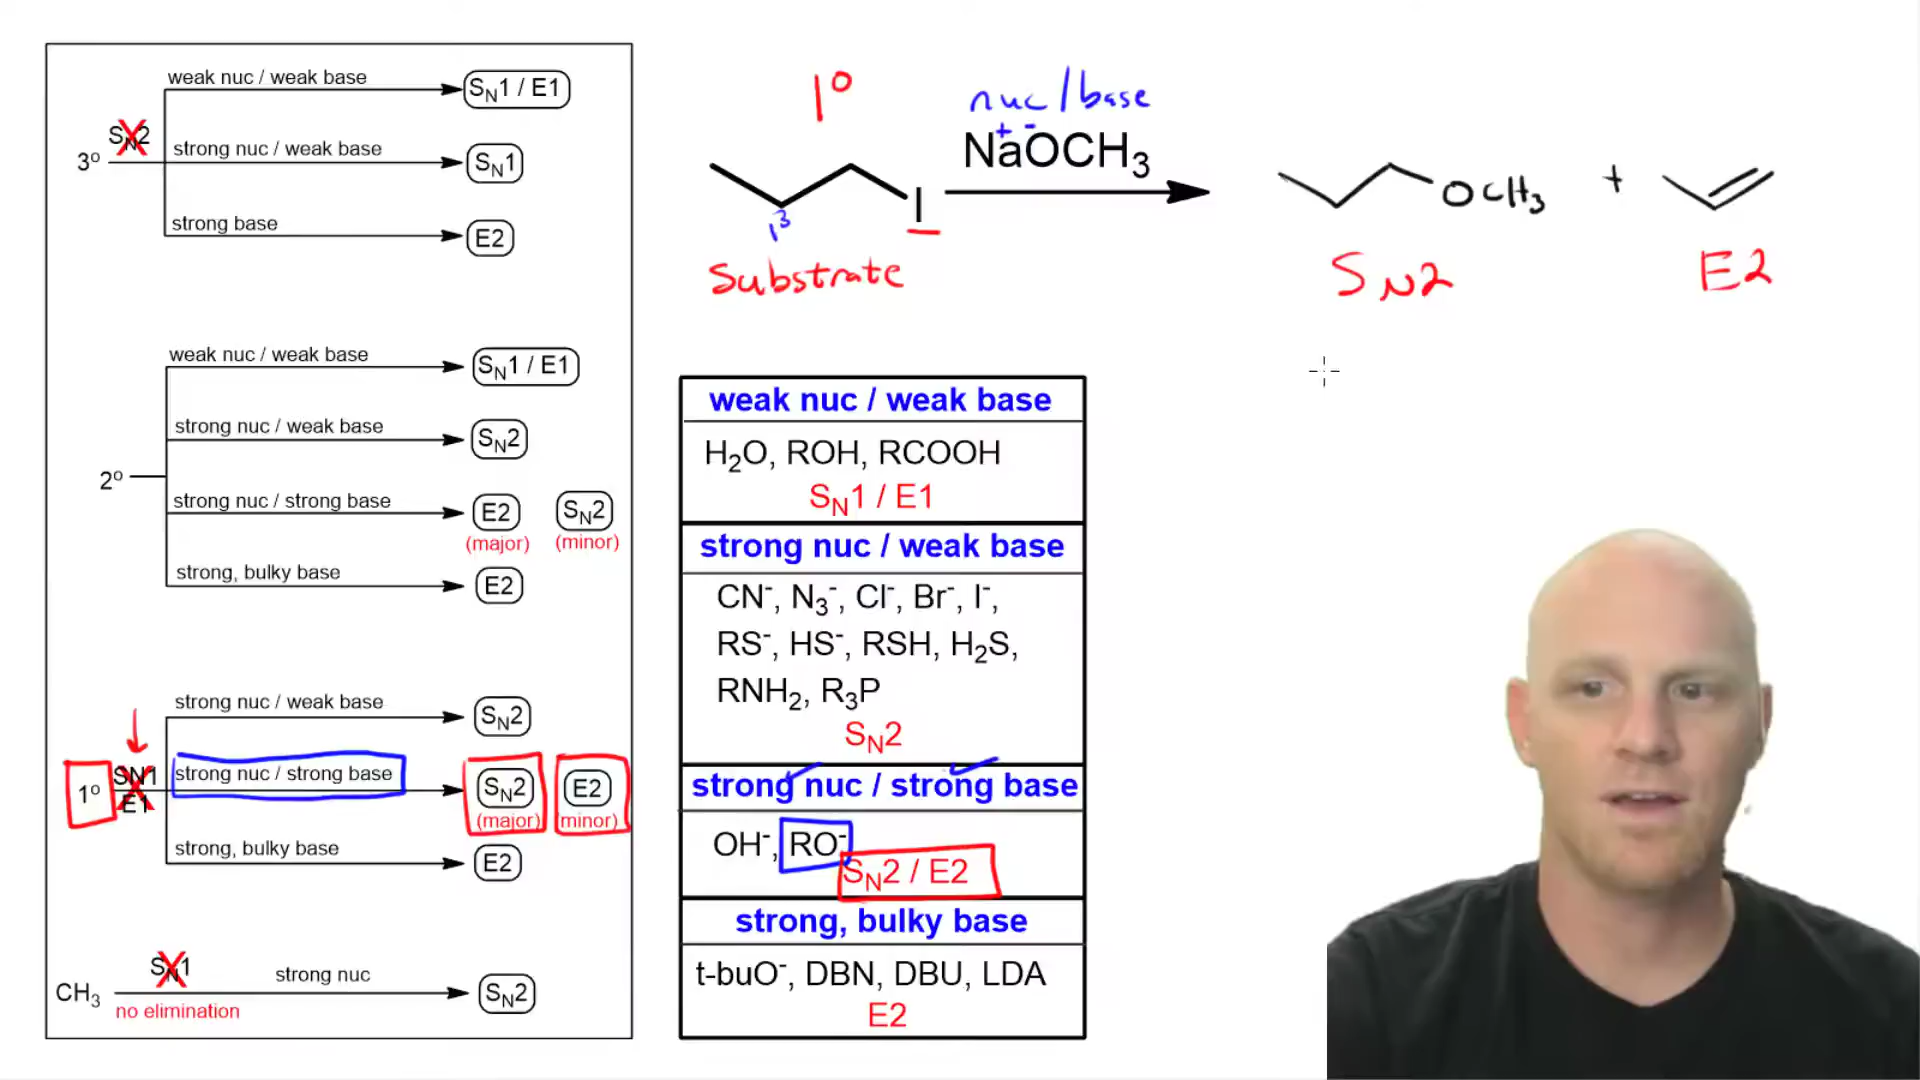 weak nuc / weak base
SN1 / E1
3º
SN2
strong nuc / weak base
SN1
strong base
E2
weak nuc / weak base
SN1 / E1
strong nuc / weak base
SN2
2º
strong nuc / strong base
E2
(major)
SN2
(minor)
strong, bulky base
E2
strong nuc / weak base
SN2
1º
SN1
E1
strong nuc / strong base
SN2
(major)
E2
(minor)
strong, bulky base
E2
CH3
SN1
no elimination
strong nuc
SN2
1º
nuc/base
+ -
NaOCH3
I
Substrate
OCH3
+
SN2
E2
weak nuc / weak base
H2O, ROH, RCOOH
SN1 / E1
strong nuc / weak base
CN-, N3-, Cl-, Br-, I-,
RS-, HS-, RSH, H2S,
RNH2, R3P
SN2
strong nuc / strong base
OH-, RO-
SN2 / E2
strong, bulky base
t-buO-, DBN, DBU, LDA
E2